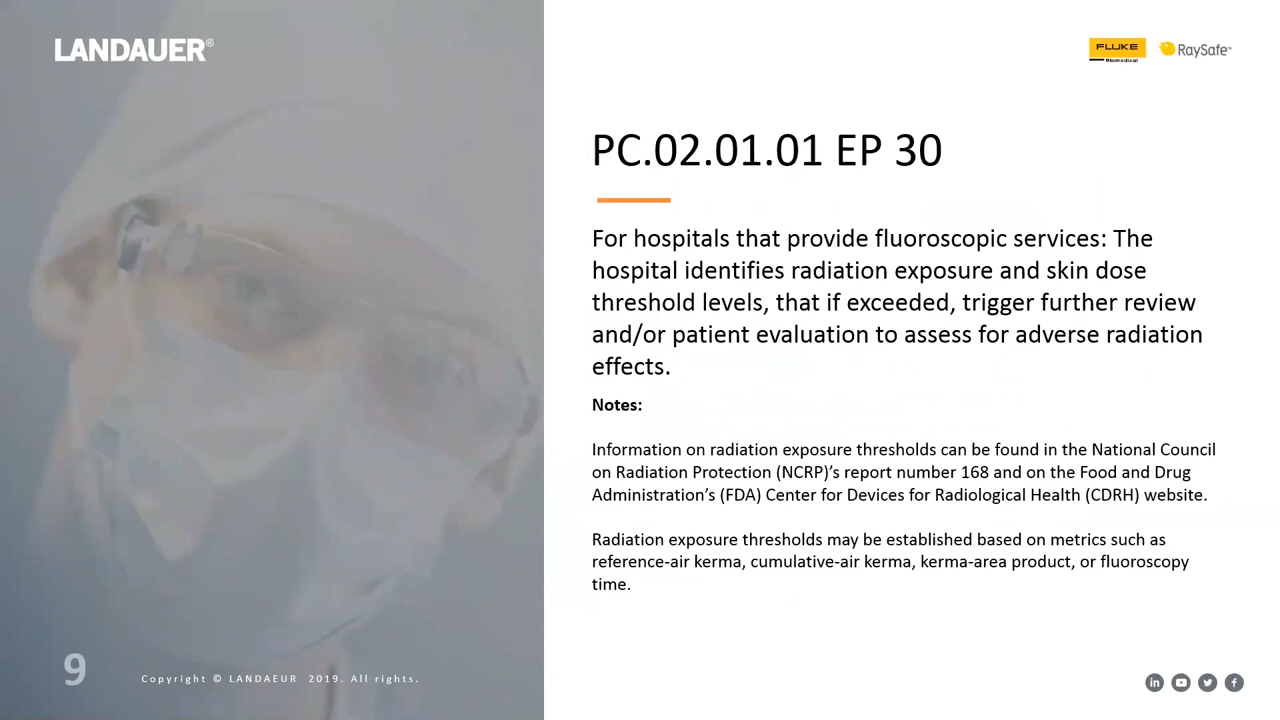 LANDAUER®
FLUKE
Biomedical
RaySafe™
PC.02.01.01 EP 30
For hospitals that provide fluoroscopic services: The
hospital identifies radiation exposure and skin dose
threshold levels, that if exceeded, trigger further review
and/or patient evaluation to assess for adverse radiation
effects.
Notes:
Information on radiation exposure thresholds can be found in the National Council
on Radiation Protection (NCRP)’s report number 168 and on the Food and Drug
Administration’s (FDA) Center for Devices for Radiological Health (CDRH) website.
Radiation exposure thresholds may be established based on metrics such as
reference-air kerma, cumulative-air kerma, kerma-area product, or fluoroscopy
time.
9
Copyright © LANDAEUR 2019. All rights.